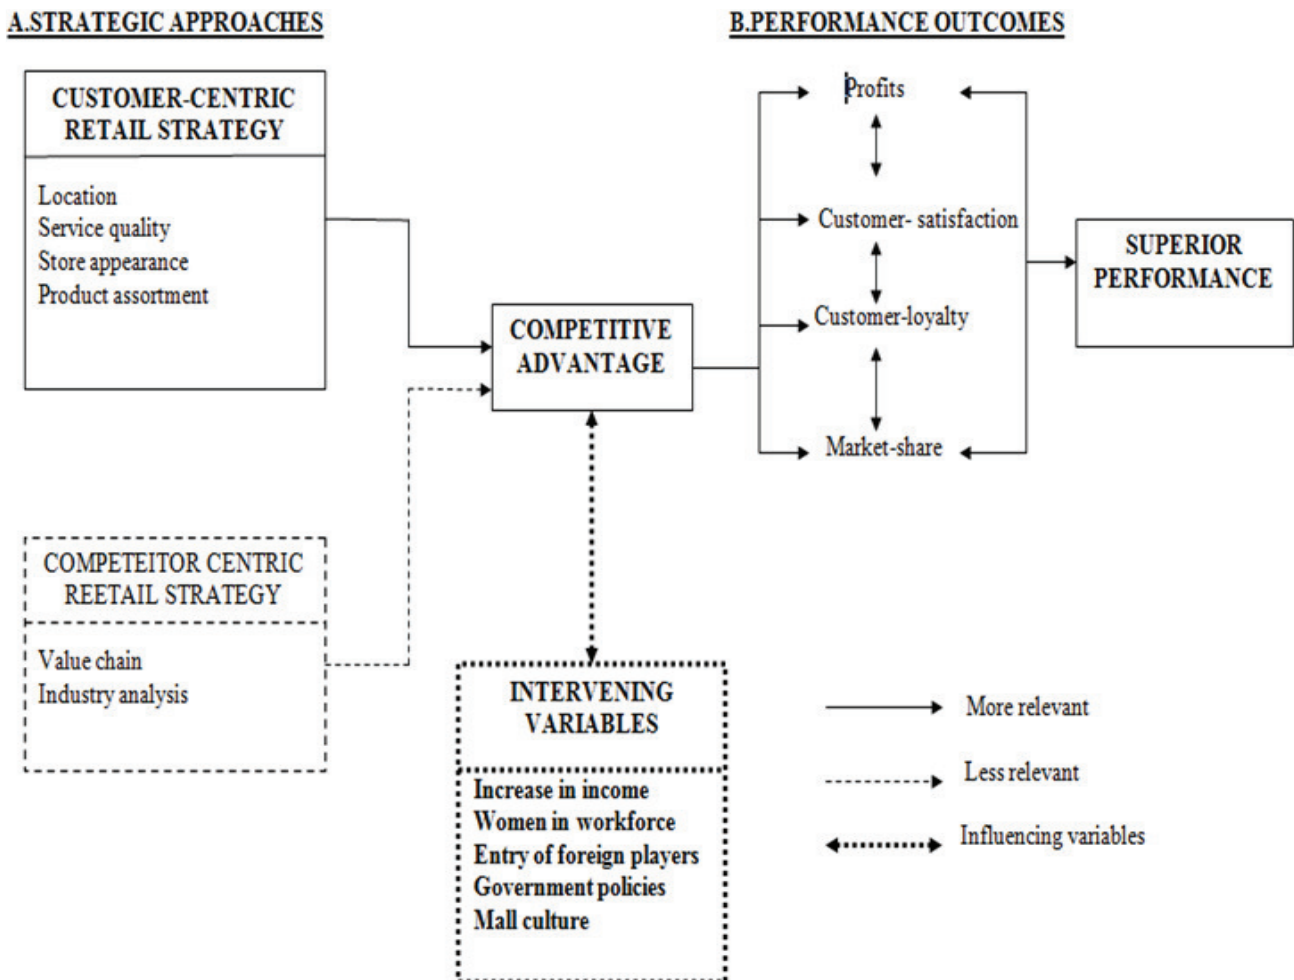 A.STRATEGIC APPROACHES
CUSTOMER-CENTRIC
RETAIL STRATEGY
Location
Service quality
Store appearance
Product assortment
COMPETEITOR CENTRIC
REETAIL STRATEGY
Value chain
Industry analysis
COMPETITIVE
ADVANTAGE
INTERVENING
VARIABLES
Increase in income
Women in workforce
Entry of foreign players
Government policies
Mall culture
B.PERFORMANCE OUTCOMES
Profits
Customer- satisfaction
Customer-loyalty
Market-share
SUPERIOR
PERFORMANCE
More relevant
Less relevant
Influencing variables